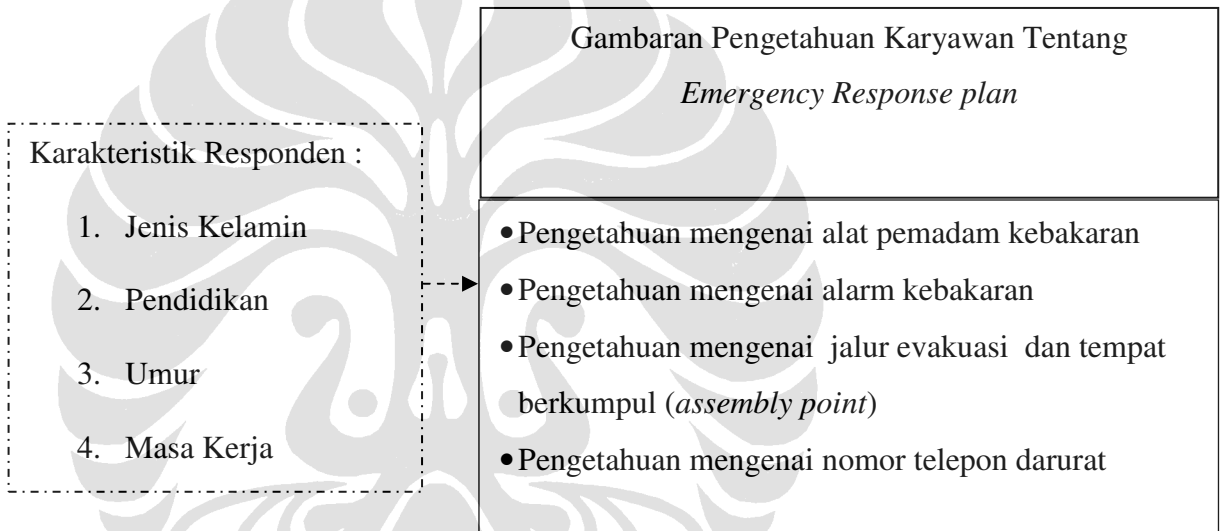 Gambaran Pengetahuan Karyawan Tentang
Emergency Response plan
Karakteristik Responden :
1. Jenis Kelamin
2. Pendidikan
3. Umur
4. Masa Kerja
•Pengetahuan mengenai alat pemadam kebakaran
•Pengetahuan mengenai alarm kebakaran
•Pengetahuan mengenai jalur evakuasi dan tempat
berkumpul (assembly point)
•Pengetahuan mengenai nomor telepon darurat